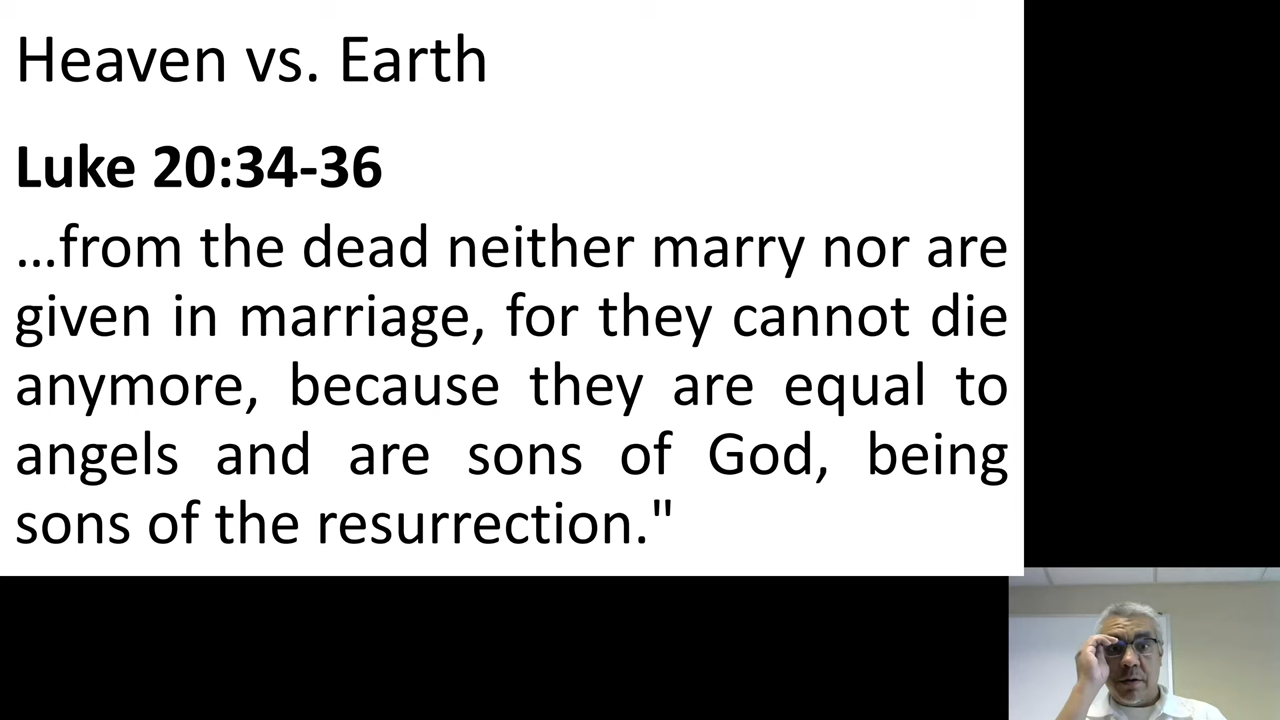 Heaven vs. Earth
Luke 20:34-36
...from the dead neither marry nor are
given in marriage, for they cannot die
anymore, because they are equal to
angels and are sons of God, being
sons of the resurrection."